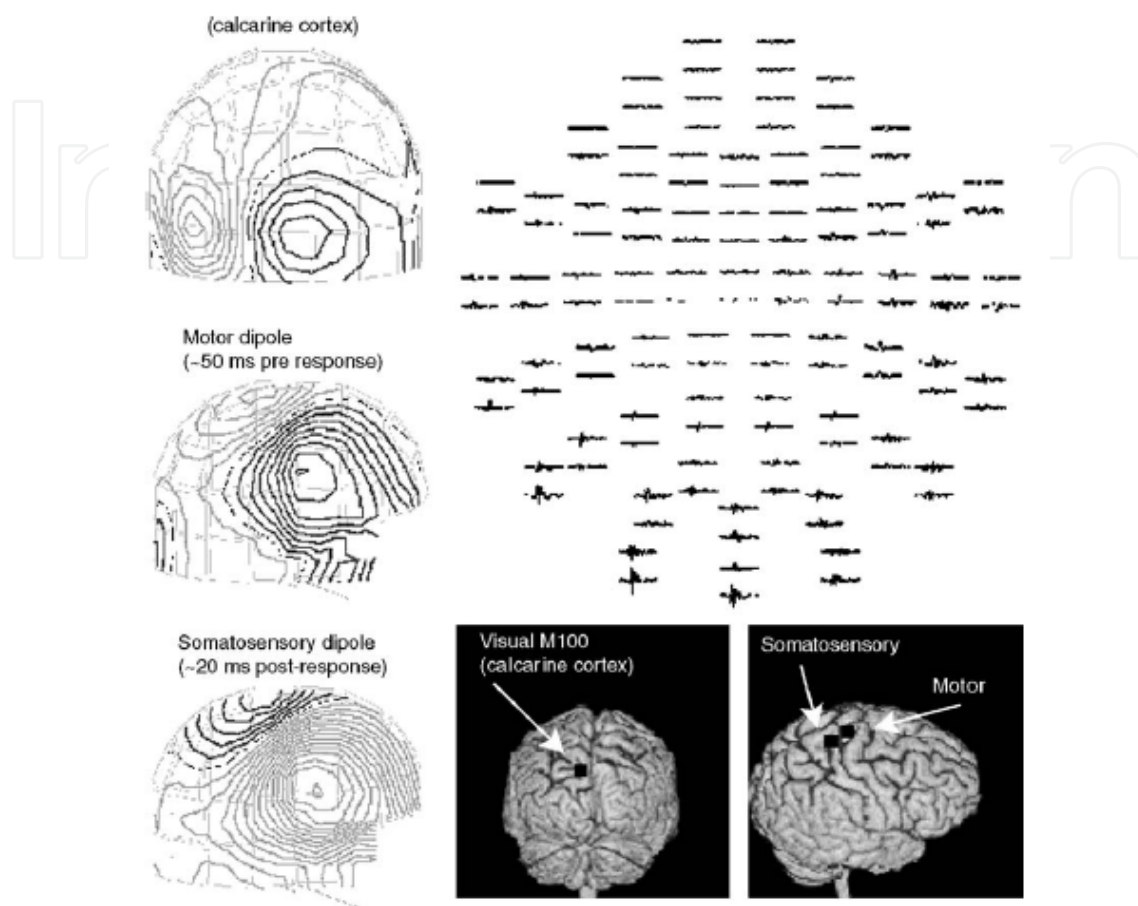 (calcarine cortex)
Motor dipole
(~50 ms pre response)
Somatosensory dipole
(~20 ms post-response)
Visual M100
(calcarine cortex)
Somatosensory
Motor